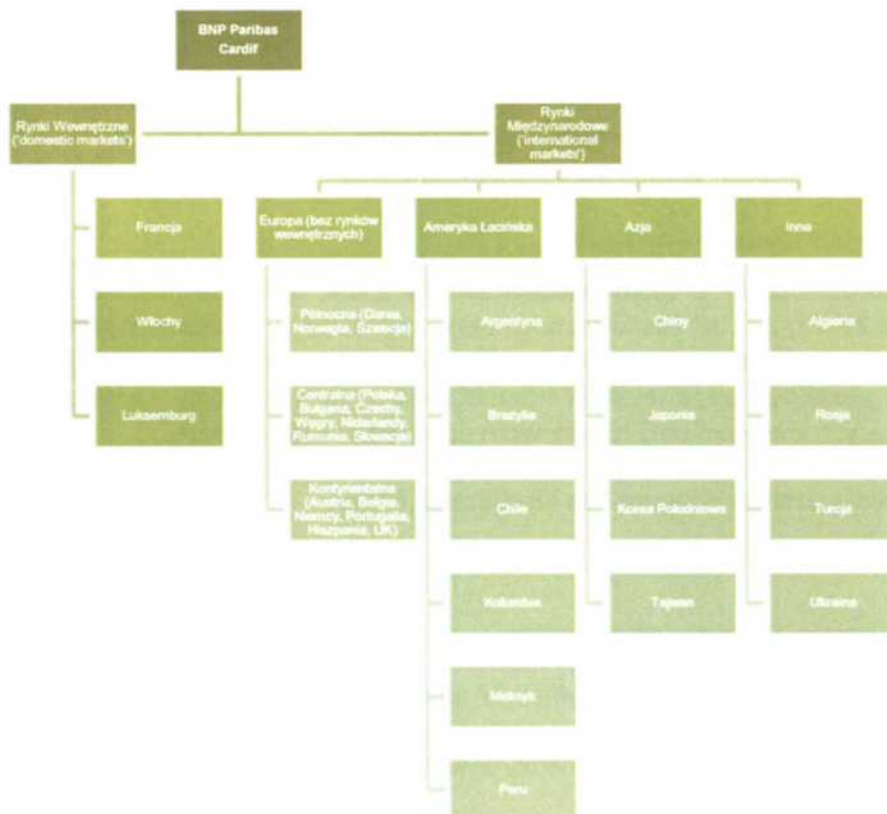 BNP Paribas
Cardif
Rynki Wewnętrzne
('domestic markets')
Rynki
Międzynarodowe
('international
markets')
Francja
Włochy
Luksemburg
Europa (bez rynków
wewnętrznych)
Północna (Dania,
Norwegia, Szwecja)
Centralna (Polska,
Bułgaria, Czechy,
Węgry, Niderlandy,
Rumunia, Słowacja)
Kontynentalna
(Austria, Belgia,
Niemcy, Portugalia,
Hiszpania, UK)
Ameryka Łacińska
Argentyna
Brazylia
Chile
Kolumbia
Meksyk
Peru
Azja
Chiny
Japonia
Korea Południowa
Tajwan
Inne
Algieria
Rosja
Turcja
Ukraina